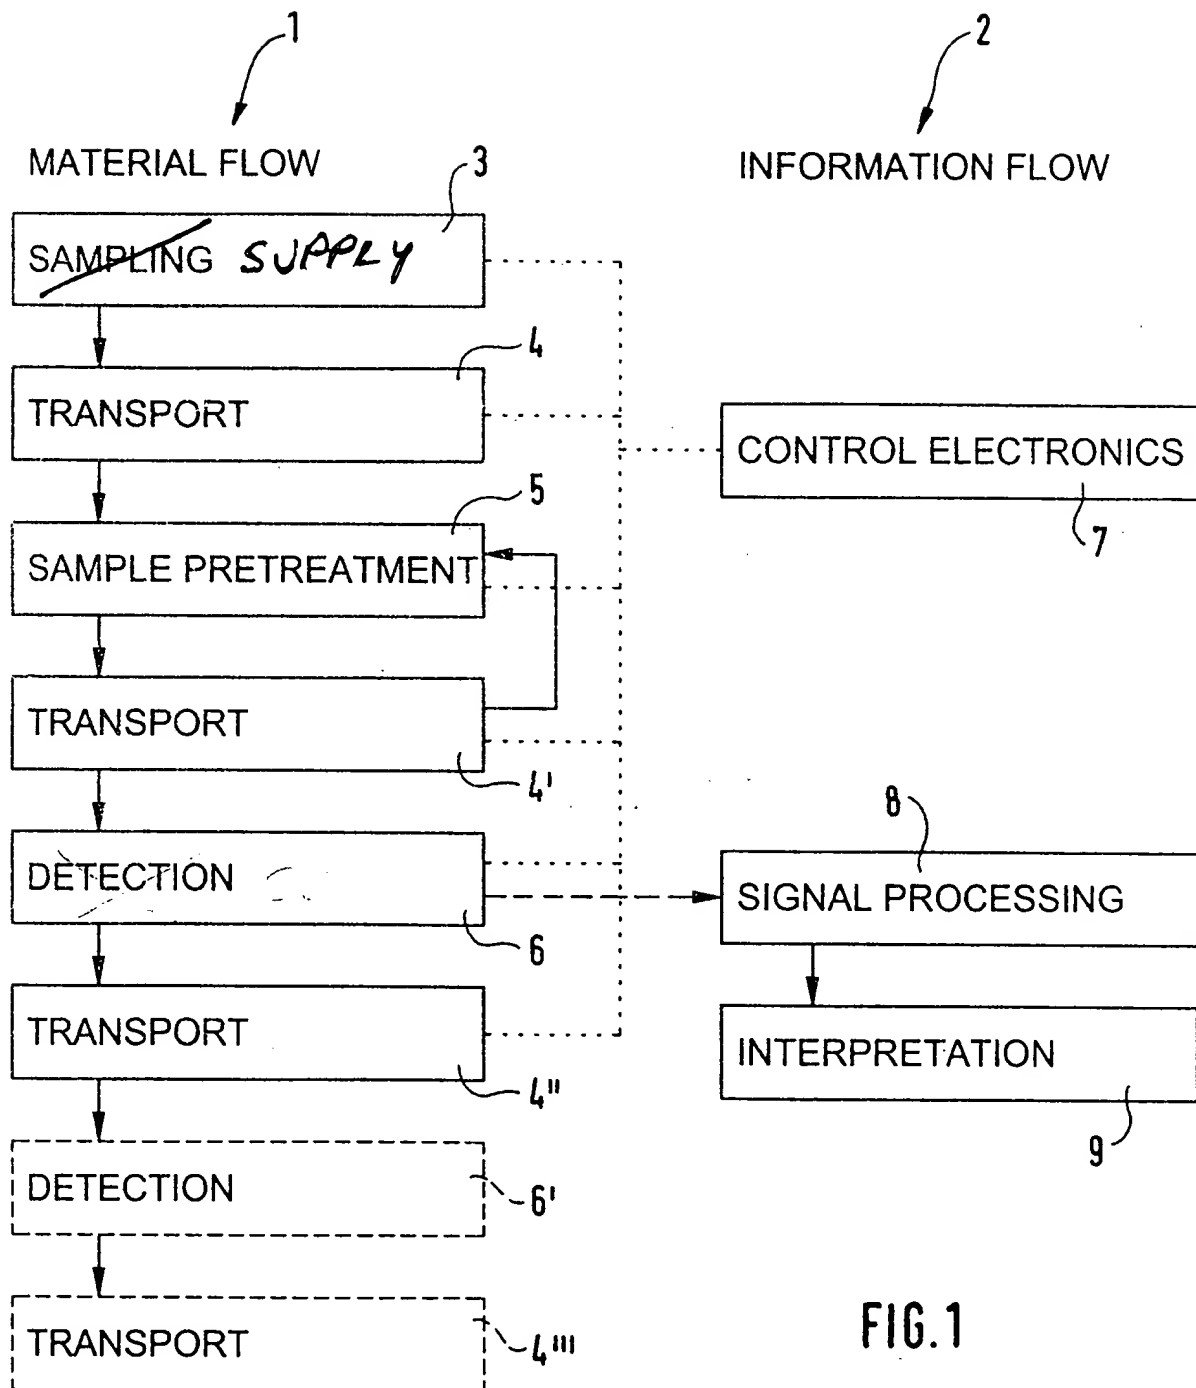 1
2
MATERIAL FLOW
INFORMATION FLOW
3
SAMPLING SUPPLY
4
TRANSPORT
CONTROL ELECTRONICS
7
5
SAMPLE PRETREATMENT
TRANSPORT
4'
8
DETECTION
SIGNAL PROCESSING
6
TRANSPORT
INTERPRETATION
4"
9
DETECTION
6'
TRANSPORT
4'''
FIG.1